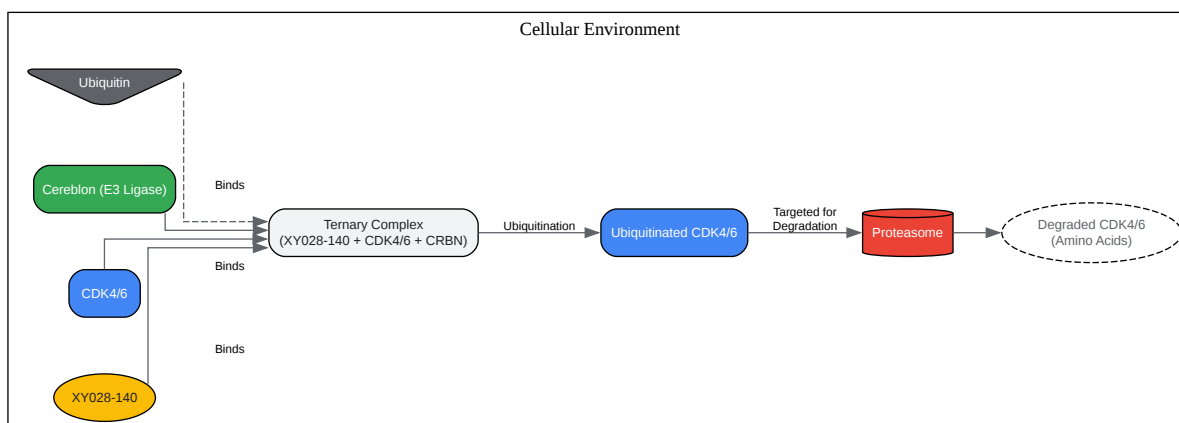 Cellular Environment
Ubiquitin
Cereblon (E3 Ligase)
Binds
Ternary Complex
(XY028-140 + CDK4/6 + CRBN)
Ubiquitination
Ubiquitinated CDK4/6
Targeted for
Degradation
Proteasome
Degraded CDK4/6
(Amino Acids)
Binds
CDK4/6
Binds
XY028-140